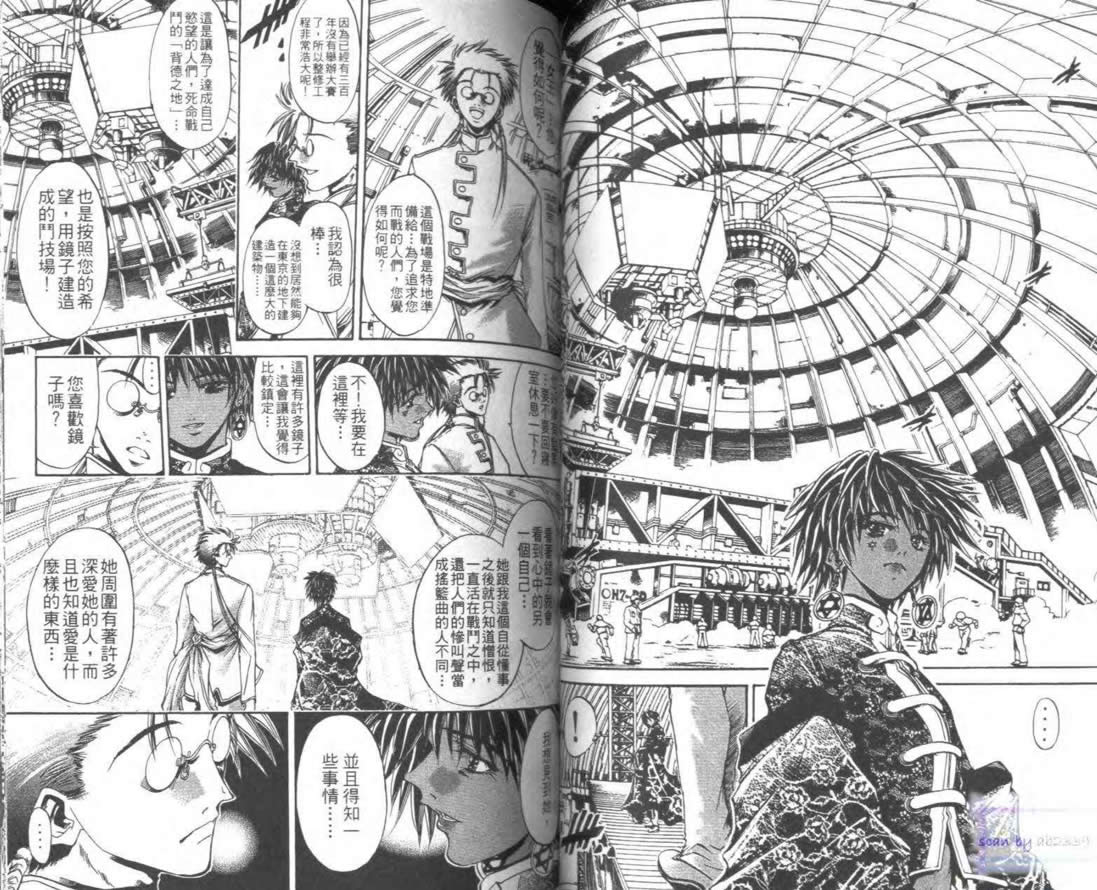 OH7-
…
！
覺得如何呢？
這個戰場是特地準
備給…為了追求您
而戰的人們，您覺
得如何呢？
因為已經有三百
年沒有舉辦大賽
了，所以整修工
程非常浩大呢！
我認為很
棒…
沒想到居然能夠
在東京的地下建
造一個這麼大的
建築物……
這是讓為了達成自己
慾望的人們，死命戰
鬥的「背德之地」…
也是按照您的希
望，用鏡子建造
成的鬥技場！
室休息一下？
不！我要在
這裡等…
這裡有許多鏡子
，這會讓我覺得
比較鎮定…
…
您喜歡鏡
子嗎？
看著鏡子我會
看到心中的另
一個自己…
她跟我這個自從懂事
之後就只知道憎恨，
一直活在戰鬥之中，
還把人們的慘叫聲當
成搖籃曲的人不同…
她周圍有著許多
深愛她的人，而
且也知道愛是什
麼樣的東西…
我想見到她，
並且得知一
些事情……
…
scan by ab2339